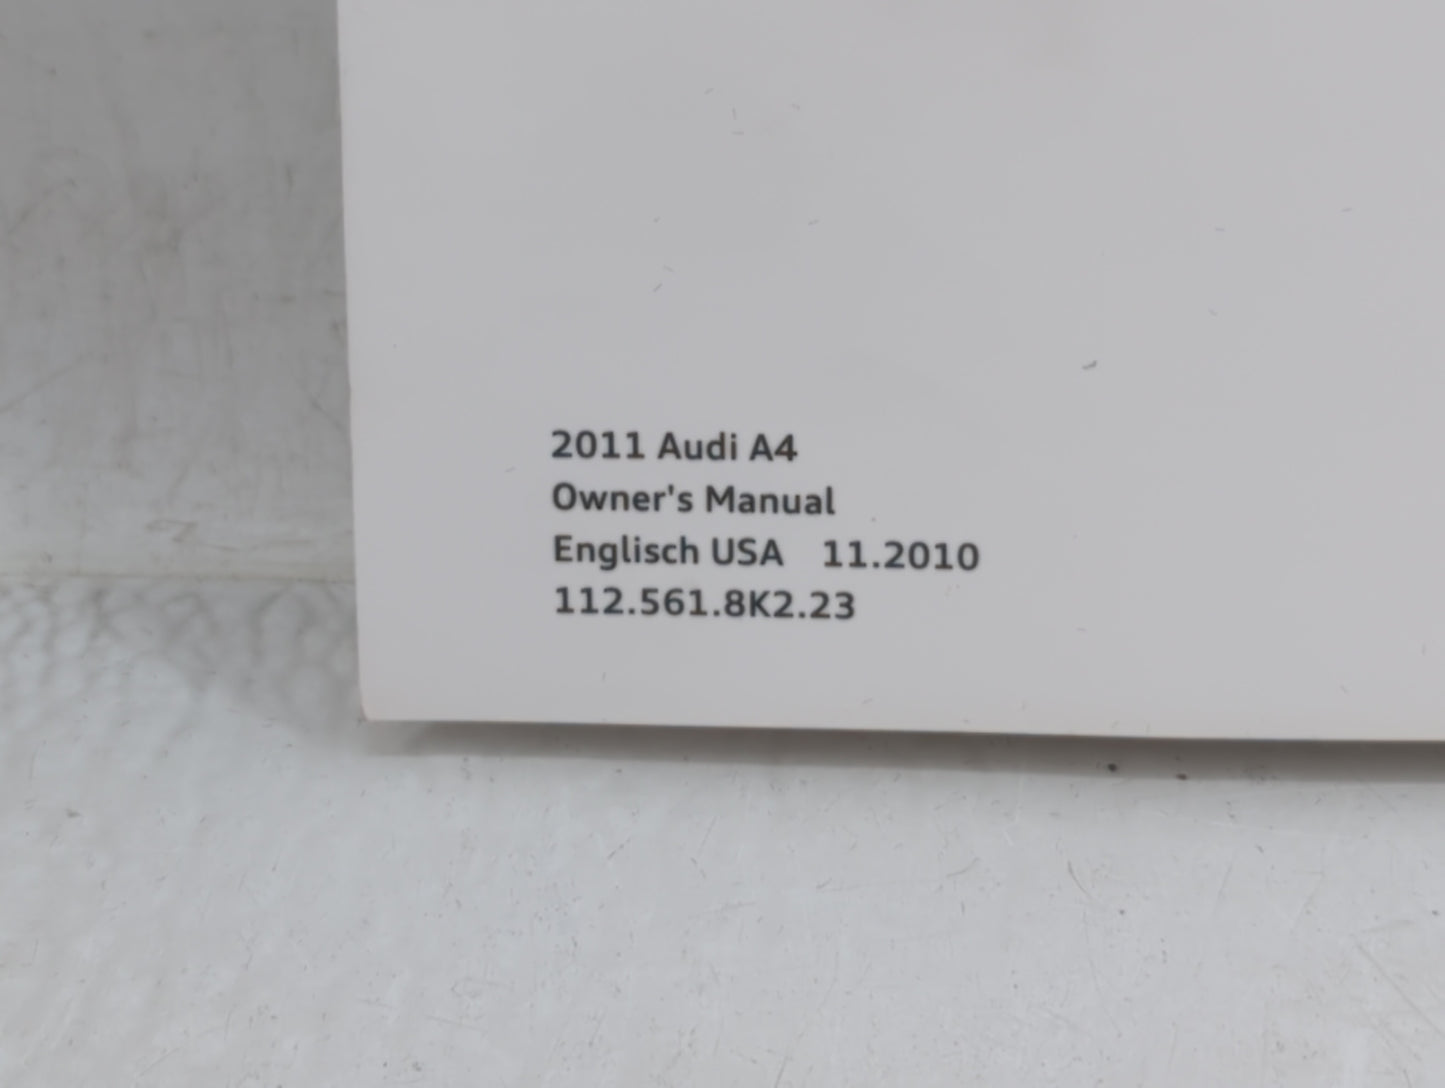 2011 Audi A4
Owner's Manual
Englisch USA 11.2010
112.561.8K2.23